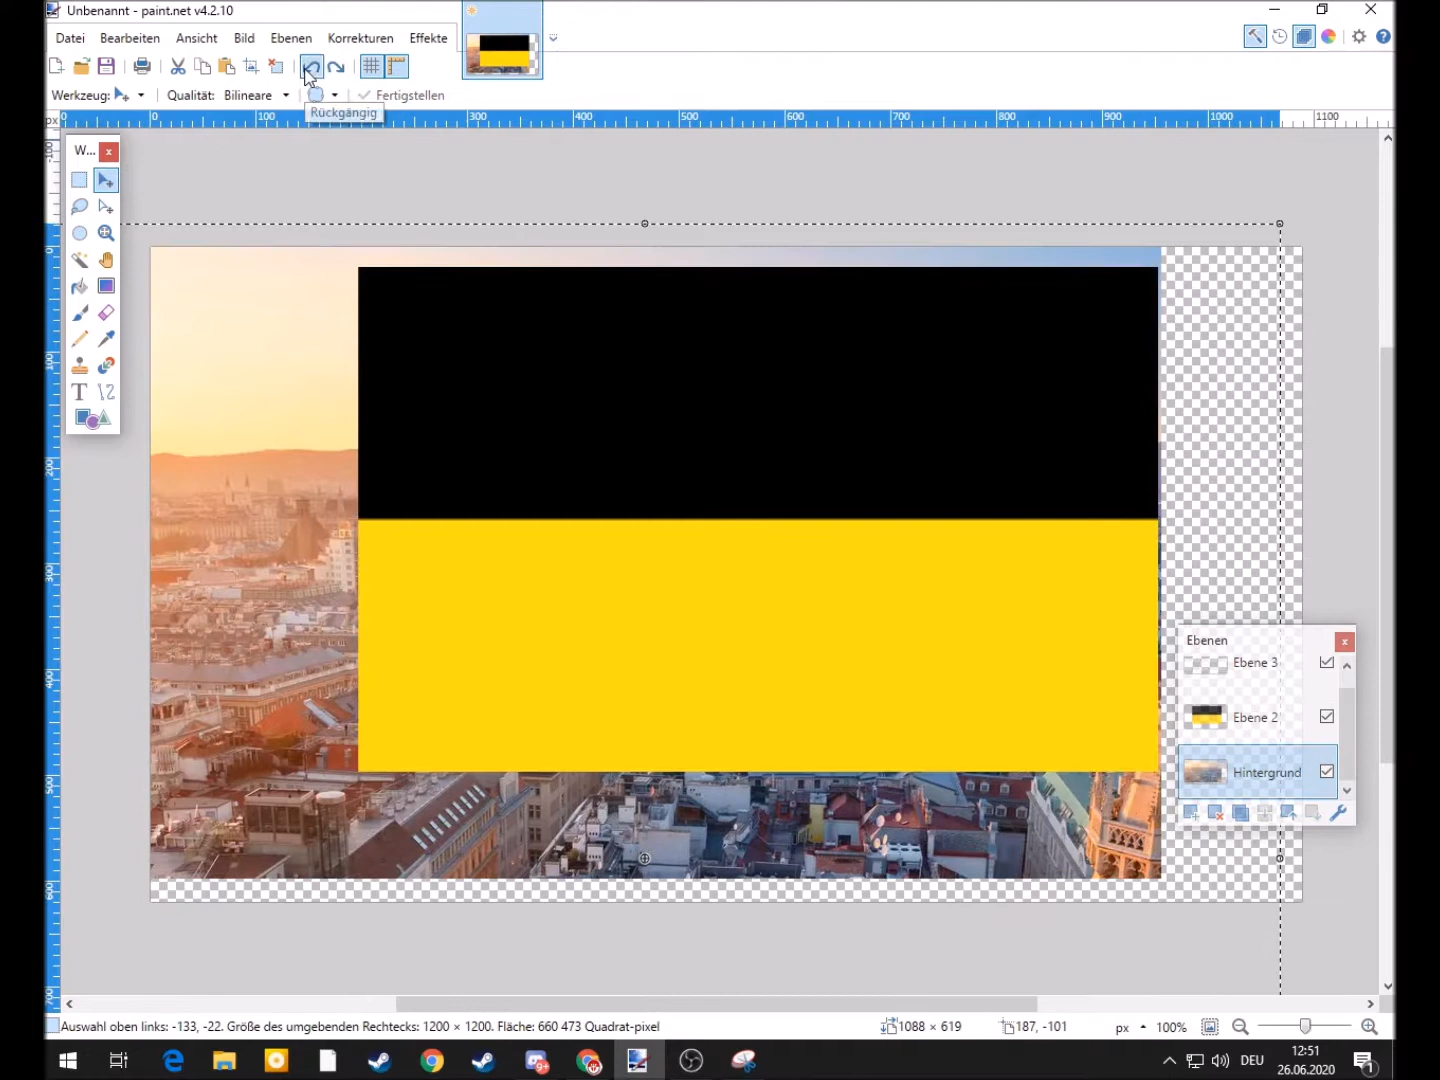 Unbenannt - paint.net v4.2.10
Datei Bearbeiten Ansicht Bild Ebenen Korrekturen Effekte
Werkzeug: Qualität: Bilineare Fertigstellen
Rückgängig
px 0 0 100 300 400 500 600 700 800 900 1000 1100
W...
Ebenen
Ebene 3
Ebene 2
Hintergrund
Auswahl oben links: -133, -22. Größe des umgebenden Rechtecks: 1200 × 1200. Fläche: 660 473 Quadrat-pixel 1088 × 619 187, -101 px 100%
DEU 12:51
26.06.2020